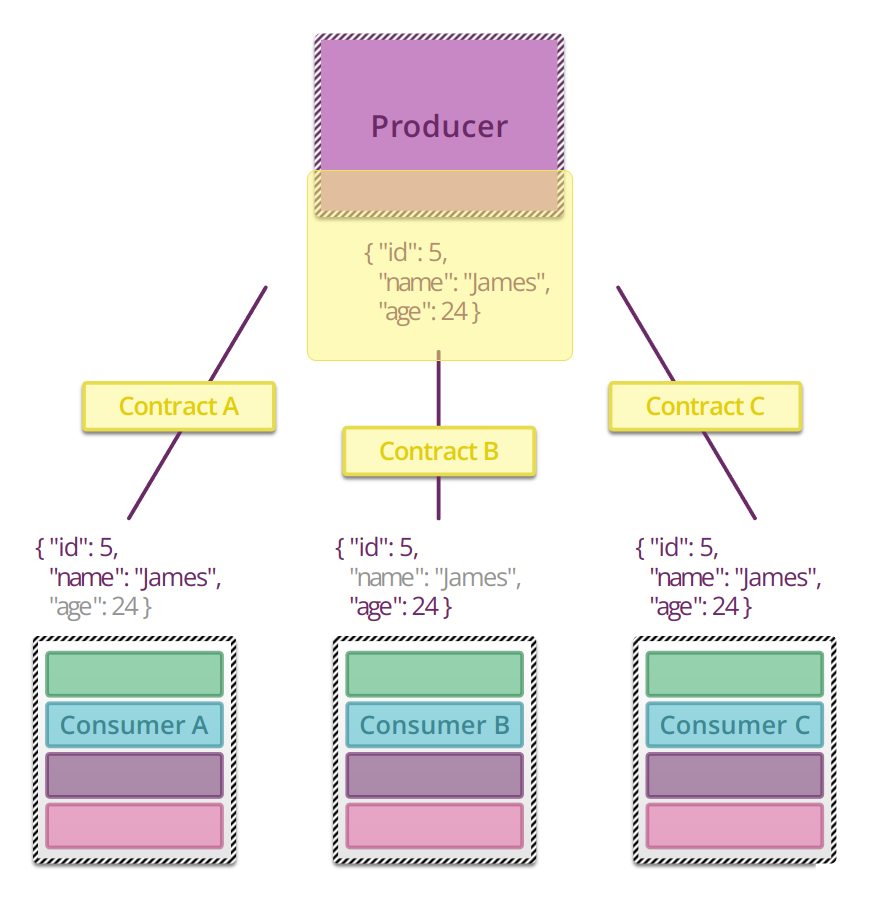 Producer
{ "id": 5,
"name": "James",
"age": 24 }
Contract A
Contract C
Contract B
{ "id": 5,
"name": "James",
"age": 24 }
{ "id": 5,
"name": "James",
"age": 24 }
{ "id": 5,
"name": "James",
"age": 24 }
Consumer A
Consumer B
Consumer C